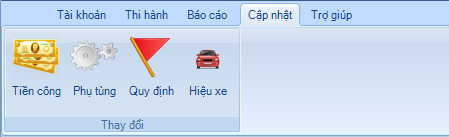 Tài khoản Thi hành Báo cáo Cập nhật Trợ giúp
Tiền công Phụ tùng Quy định Hiệu xe
Thay đổi